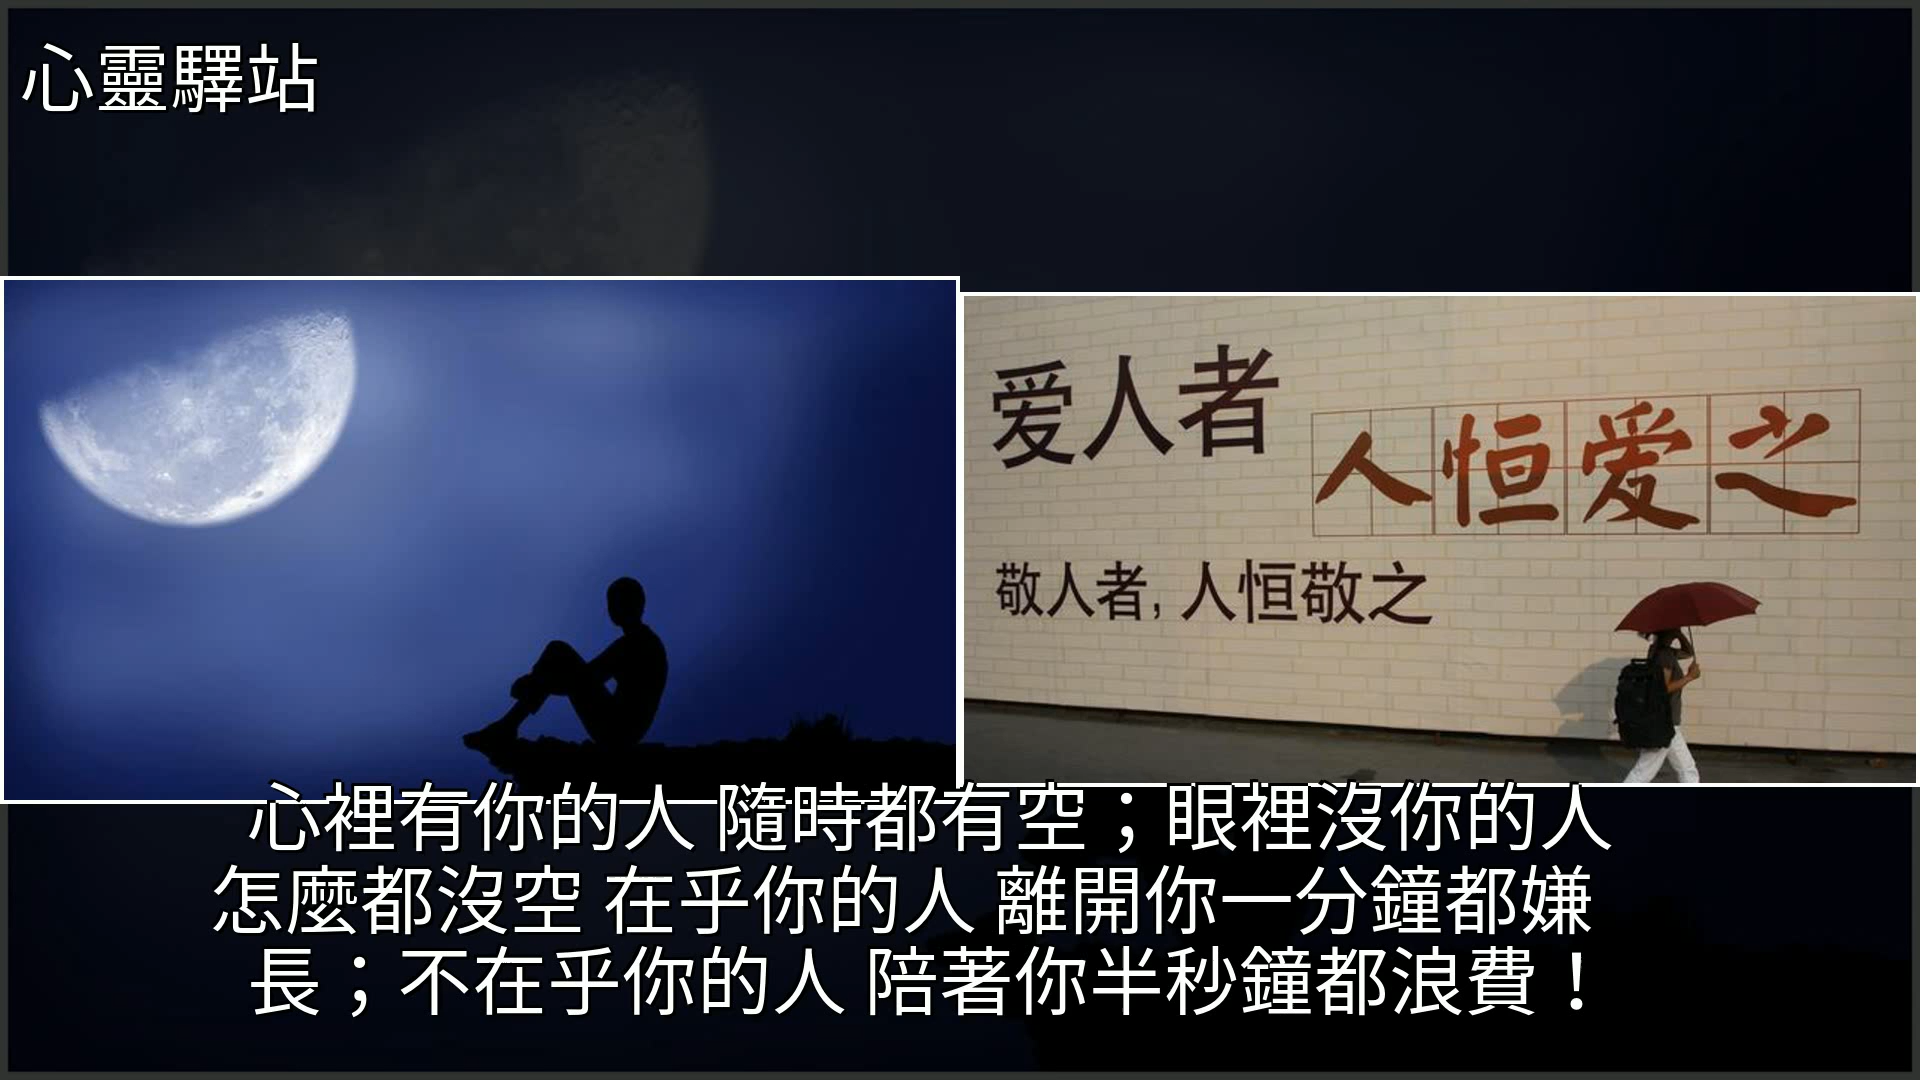 心靈驛站
爱人者
人恒爱之
敬人者,人恒敬之
心裡有你的人 隨時都有空；眼裡沒你的人
怎麼都沒空 在乎你的人 離開你一分鐘都嫌
長；不在乎你的人 陪著你半秒鐘都浪費！